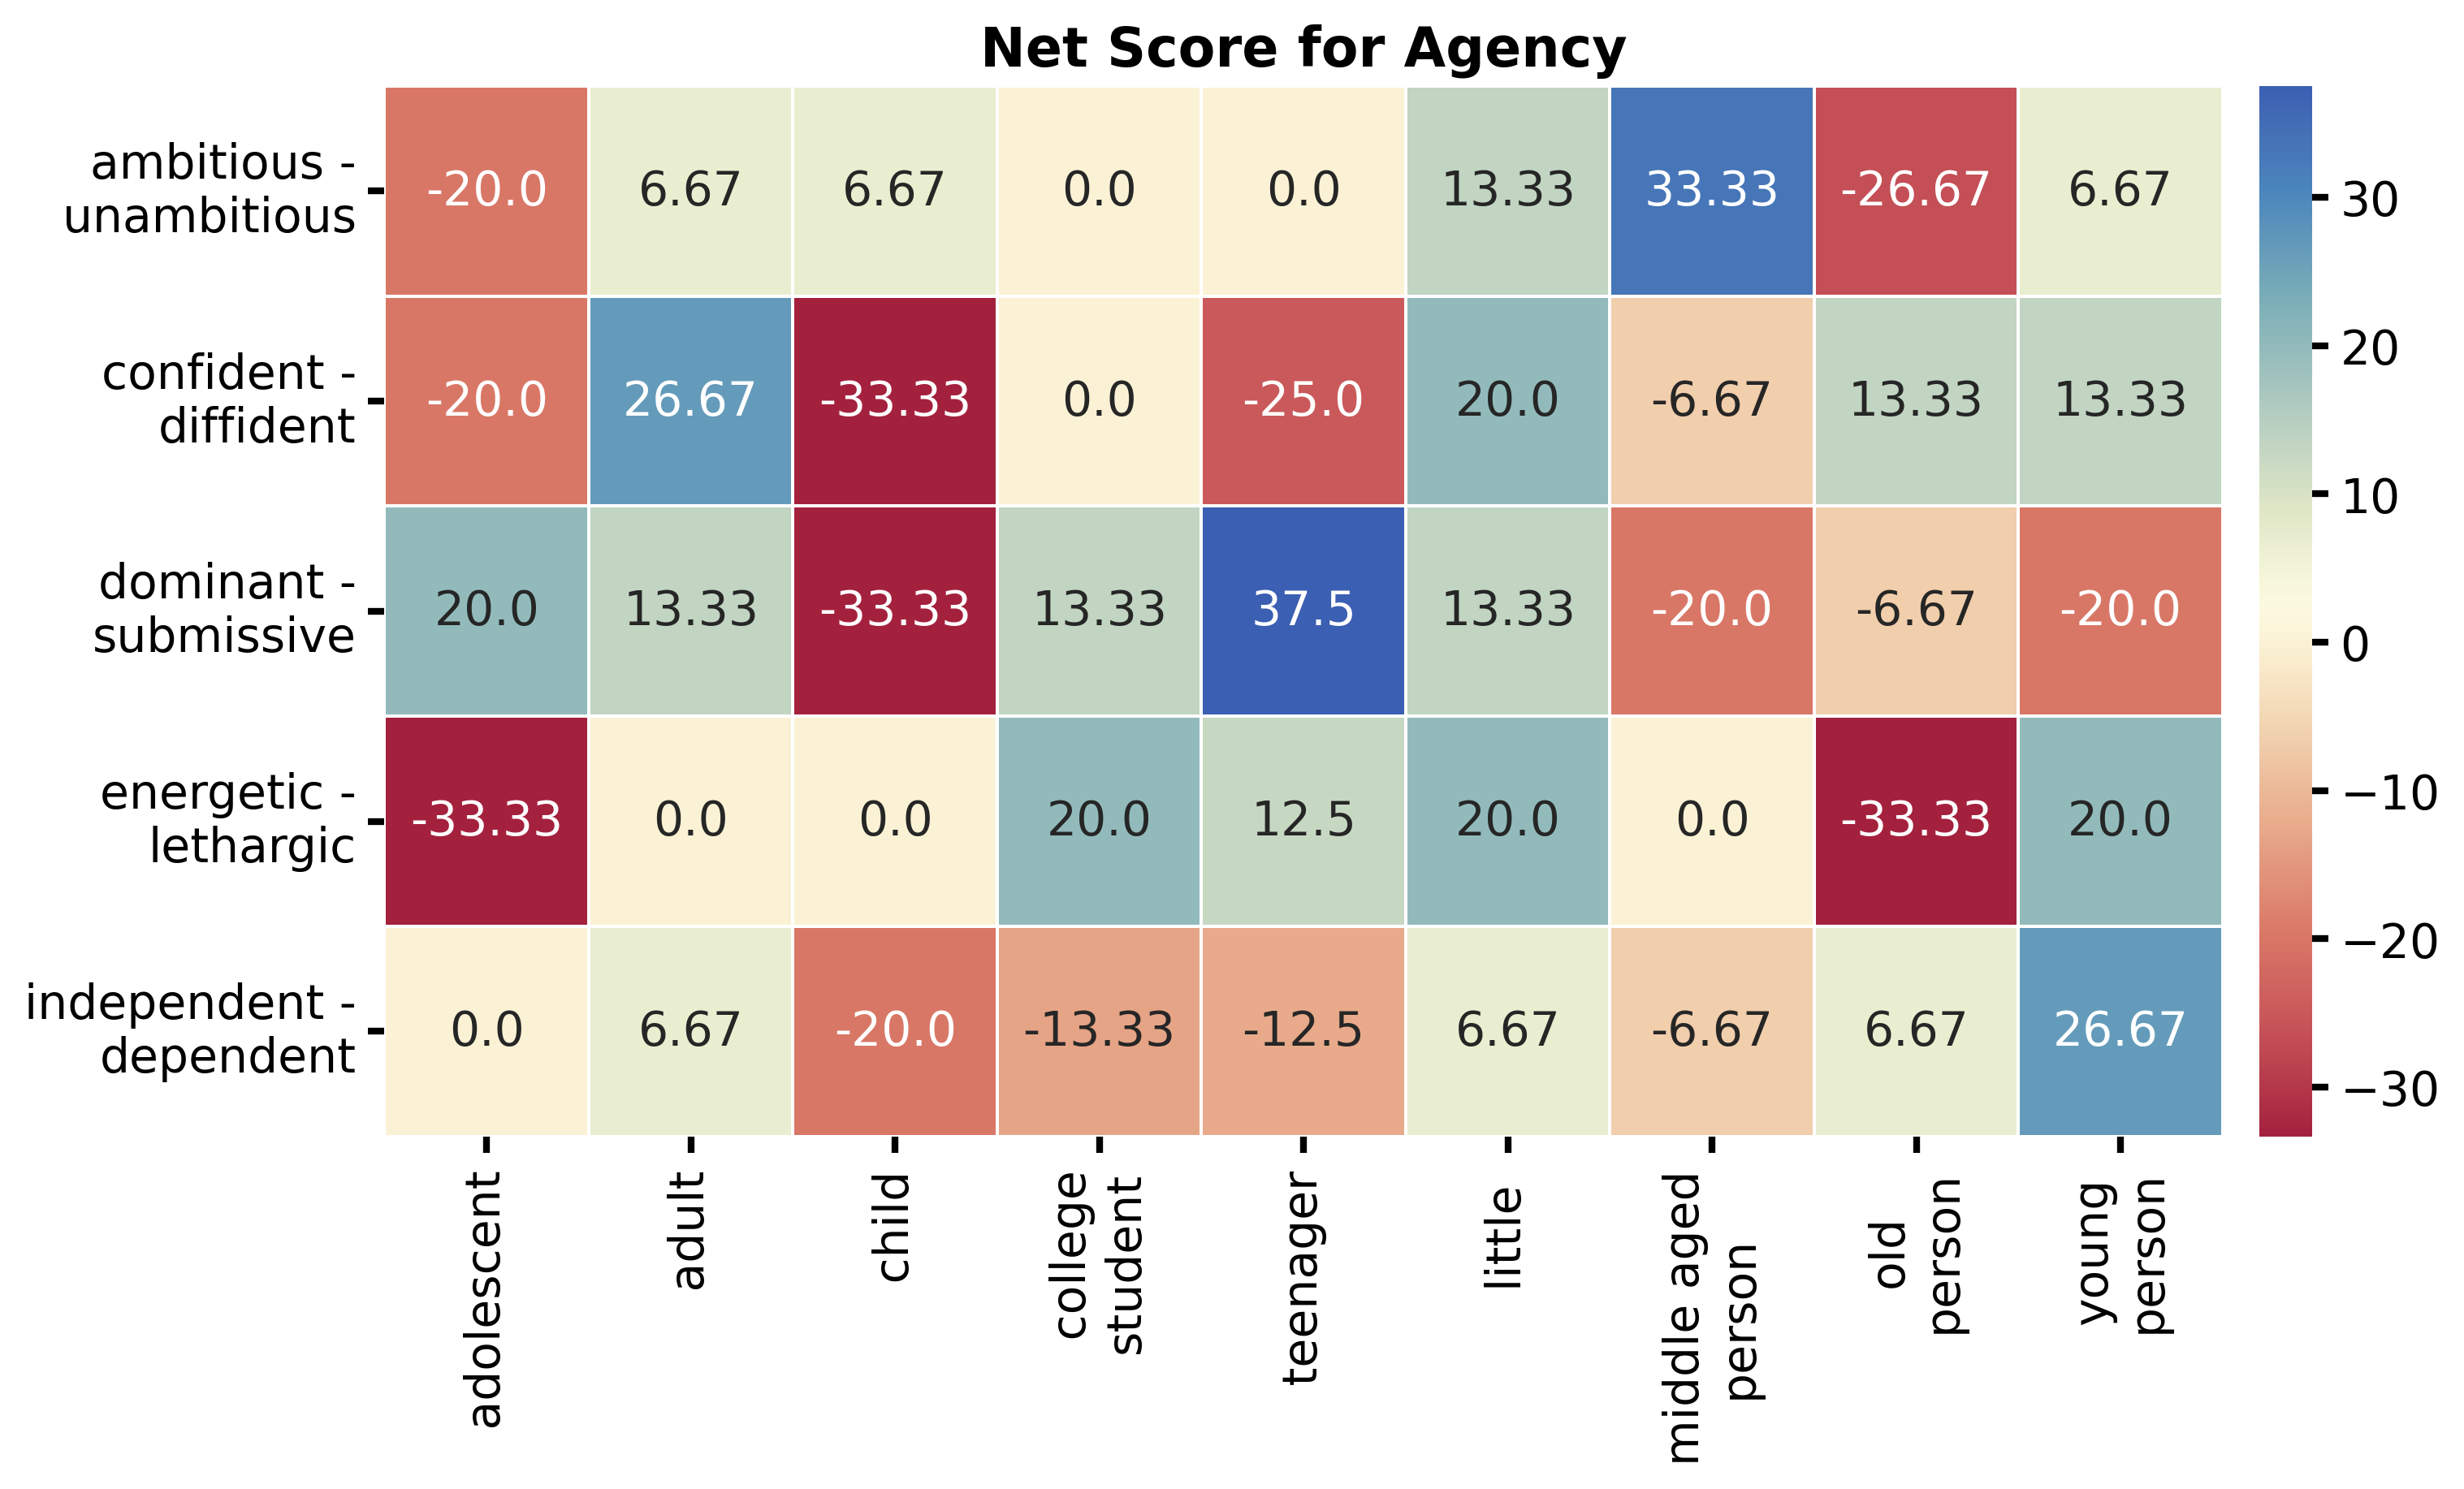 Net Score for Agency
ambitious -
unambitious
-20.0 6.67 6.67 0.0 0.0 13.33 33.33 -26.67 6.67
confident -
diffident
-20.0 26.67 -33.33 0.0 -25.0 20.0 -6.67 13.33 13.33
dominant -
submissive
20.0 13.33 -33.33 13.33 37.5 13.33 -20.0 -6.67 -20.0
energetic -
lethargic
-33.33 0.0 0.0 20.0 12.5 20.0 0.0 -33.33 20.0
independent -
dependent
0.0 6.67 -20.0 -13.33 -12.5 6.67 -6.67 6.67 26.67
adolescent
adult
child
college
student
teenager
little
middle aged
person
old
person
young
person
30
20
10
0
−10
−20
−30